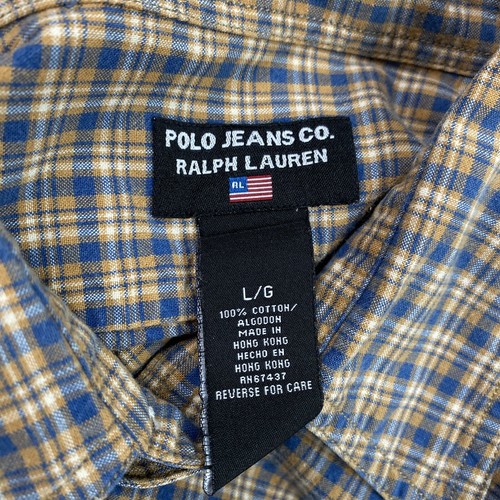 POLO JEANS CO.
RALPH LAUREN
RL
L/G
100% COTTON/
ALGODON
MADE IN
HONG KONG
HECHO EN
HONG KONG
RN67437
REVERSE FOR CARE